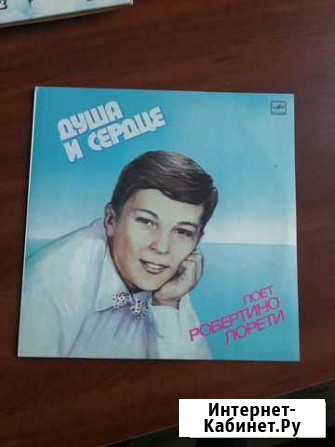 ДУША
И СЕРДЦЕ
ПОЕТ
РОБЕРТИНО
ЛОРЕТИ
Интернет-
Кабинет.Ру